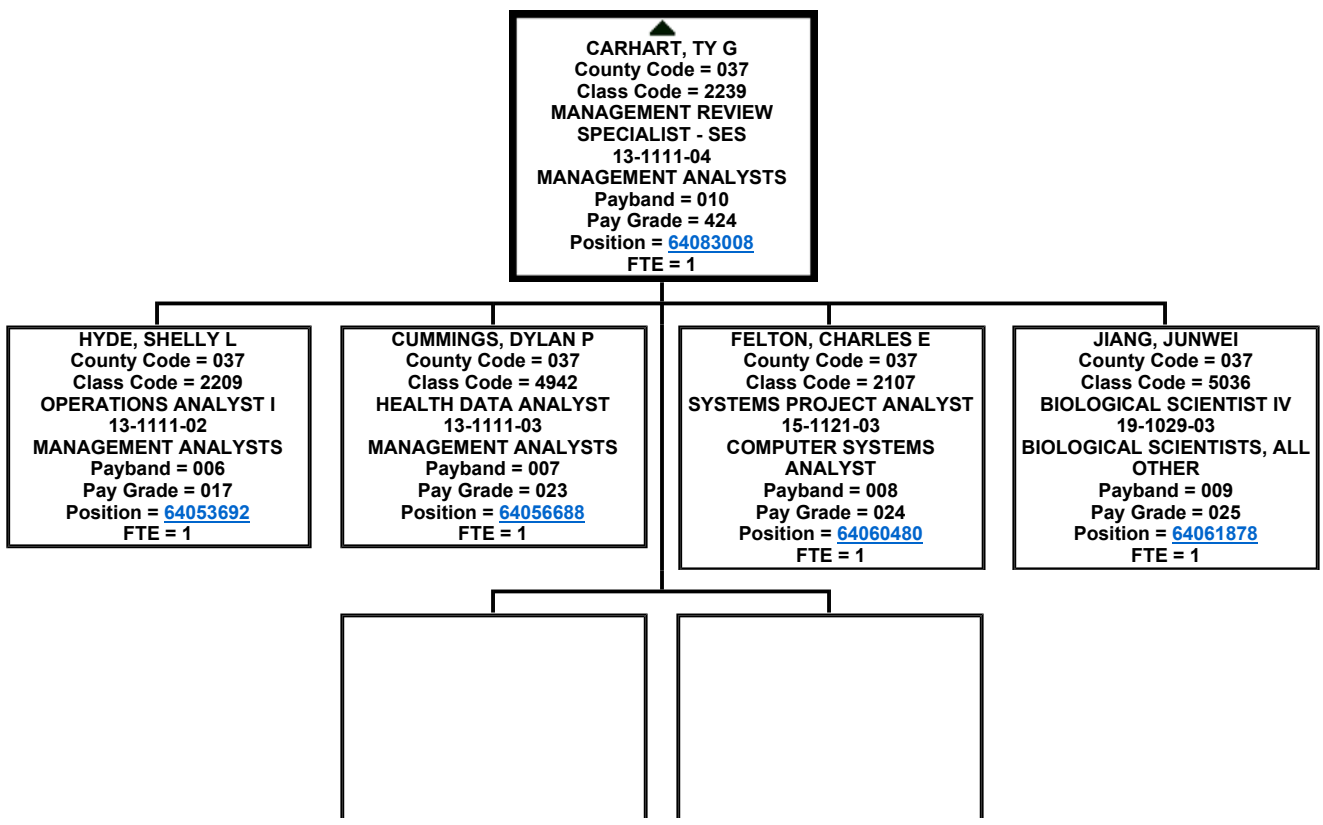 CARHART, TY G
County Code = 037
Class Code = 2239
MANAGEMENT REVIEW
SPECIALIST - SES
13-1111-04
MANAGEMENT ANALYSTS
Payband = 010
Pay Grade = 424
Position = 64083008
FTE = 1
HYDE, SHELLY L
County Code = 037
Class Code = 2209
OPERATIONS ANALYST I
13-1111-02
MANAGEMENT ANALYSTS
Payband = 006
Pay Grade = 017
Position = 64053692
FTE = 1
CUMMINGS, DYLAN P
County Code = 037
Class Code = 4942
HEALTH DATA ANALYST
13-1111-03
MANAGEMENT ANALYSTS
Payband = 007
Pay Grade = 023
Position = 64056688
FTE = 1
FELTON, CHARLES E
County Code = 037
Class Code = 2107
SYSTEMS PROJECT ANALYST
15-1121-03
COMPUTER SYSTEMS
ANALYST
Payband = 008
Pay Grade = 024
Position = 64060480
FTE = 1
JIANG, JUNWEI
County Code = 037
Class Code = 5036
BIOLOGICAL SCIENTIST IV
19-1029-03
BIOLOGICAL SCIENTISTS, ALL
OTHER
Payband = 009
Pay Grade = 025
Position = 64061878
FTE = 1